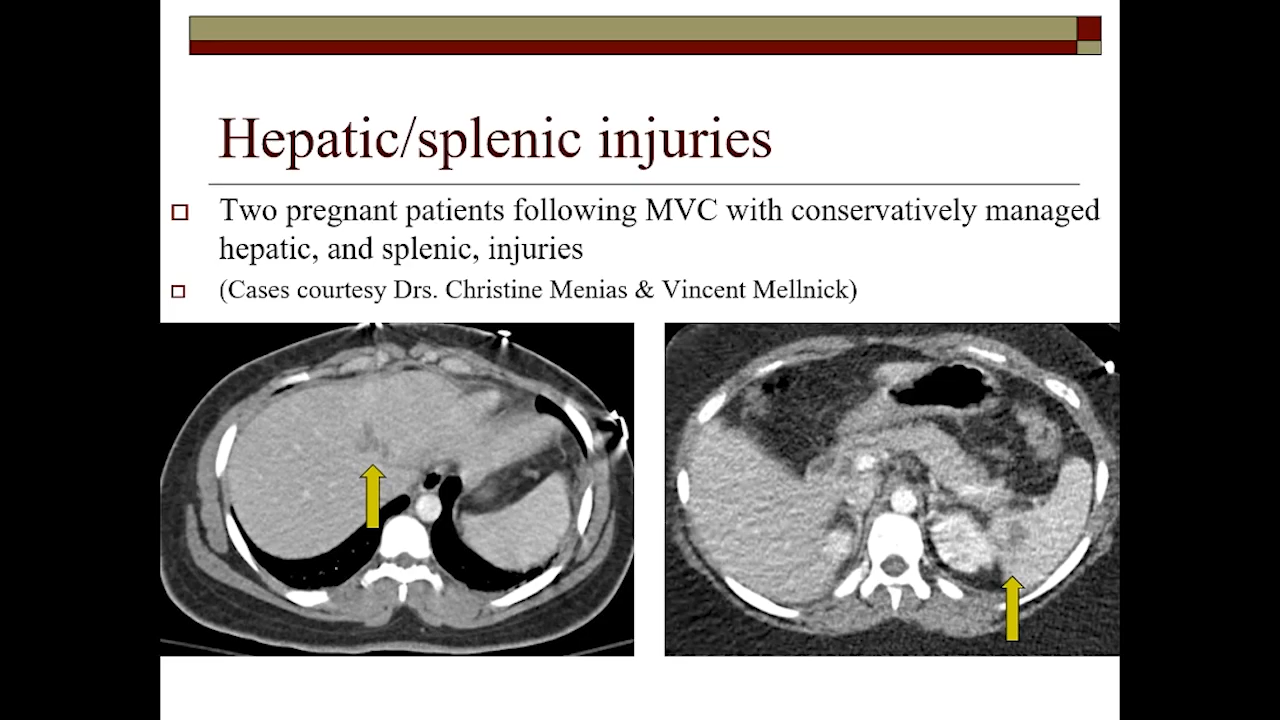 Hepatic/splenic injuries
Two pregnant patients following MVC with conservatively managed
hepatic, and splenic, injuries
(Cases courtesy Drs. Christine Menias & Vincent Mellnick)